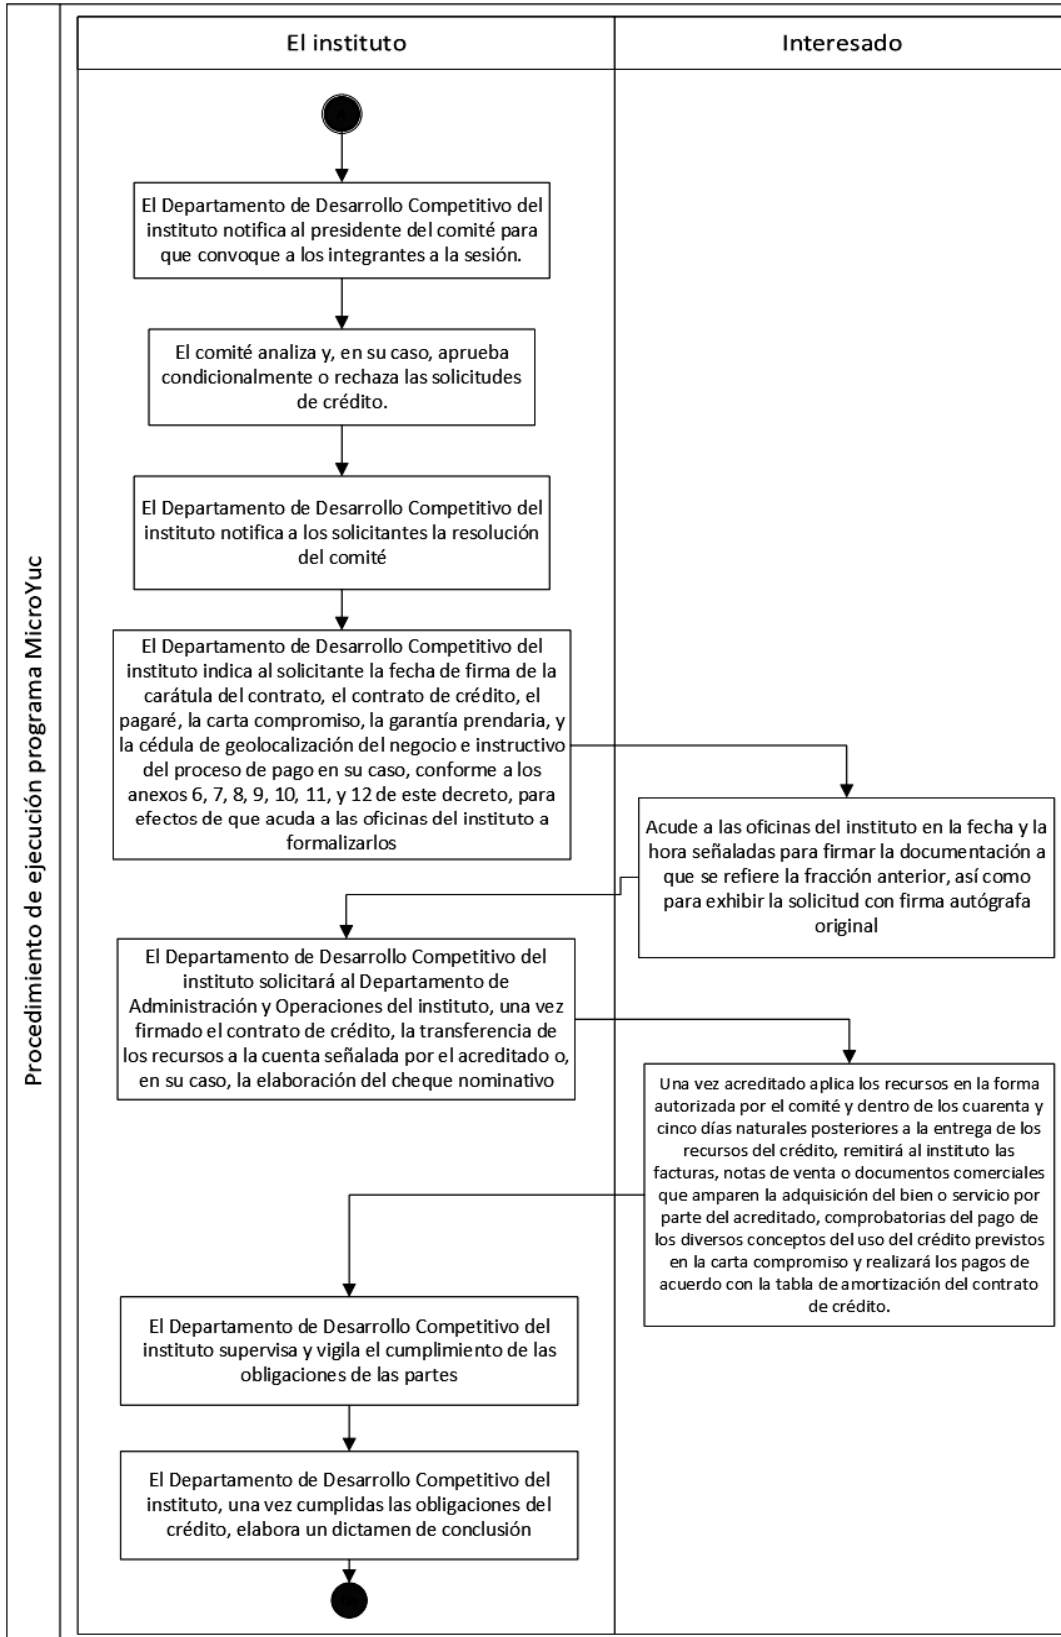 Procedimiento de ejecución programa MicroYuc
El instituto
Interesado
El Departamento de Desarrollo Competitivo del
instituto notifica al presidente del comité para
que convoque a los integrantes a la sesión.
El comité analiza y, en su caso, aprueba
condicionalmente o rechaza las solicitudes
de crédito.
El Departamento de Desarrollo Competitivo del
instituto notifica a los solicitantes la resolución
del comité
El Departamento de Desarrollo Competitivo del
instituto indica al solicitante la fecha de firma de la
carátula del contrato, el contrato de crédito, el
pagaré, la carta compromiso, la garantía prendaria, y
la cédula de geolocalización del negocio e instructivo
del proceso de pago en su caso, conforme a los
anexos 6, 7, 8, 9, 10, 11, y 12 de este decreto, para
efectos de que acuda a las oficinas del instituto a
formalizarlos
Acude a las oficinas del instituto en la fecha y la
hora señaladas para firmar la documentación a
que se refiere la fracción anterior, así como
para exhibir la solicitud con firma autógrafa
original
El Departamento de Desarrollo Competitivo del
instituto solicitará al Departamento de
Administración y Operaciones del instituto, una vez
firmado el contrato de crédito, la transferencia de
los recursos a la cuenta señalada por el acreditado o,
en su caso, la elaboración del cheque nominativo
Una vez acreditado aplica los recursos en la forma
autorizada por el comité y dentro de los cuarenta y
cinco días naturales posteriores a la entrega de los
recursos del crédito, remitirá al instituto las
facturas, notas de venta o documentos comerciales
que amparen la adquisición del bien o servicio por
parte del acreditado, comprobatorias del pago de
los diversos conceptos del uso del crédito previstos
en la carta compromiso y realizará los pagos de
acuerdo con la tabla de amortización del contrato
de crédito.
El Departamento de Desarrollo Competitivo del
instituto supervisa y vigila el cumplimiento de las
obligaciones de las partes
El Departamento de Desarrollo Competitivo del
instituto, una vez cumplidas las obligaciones del
crédito, elabora un dictamen de conclusión